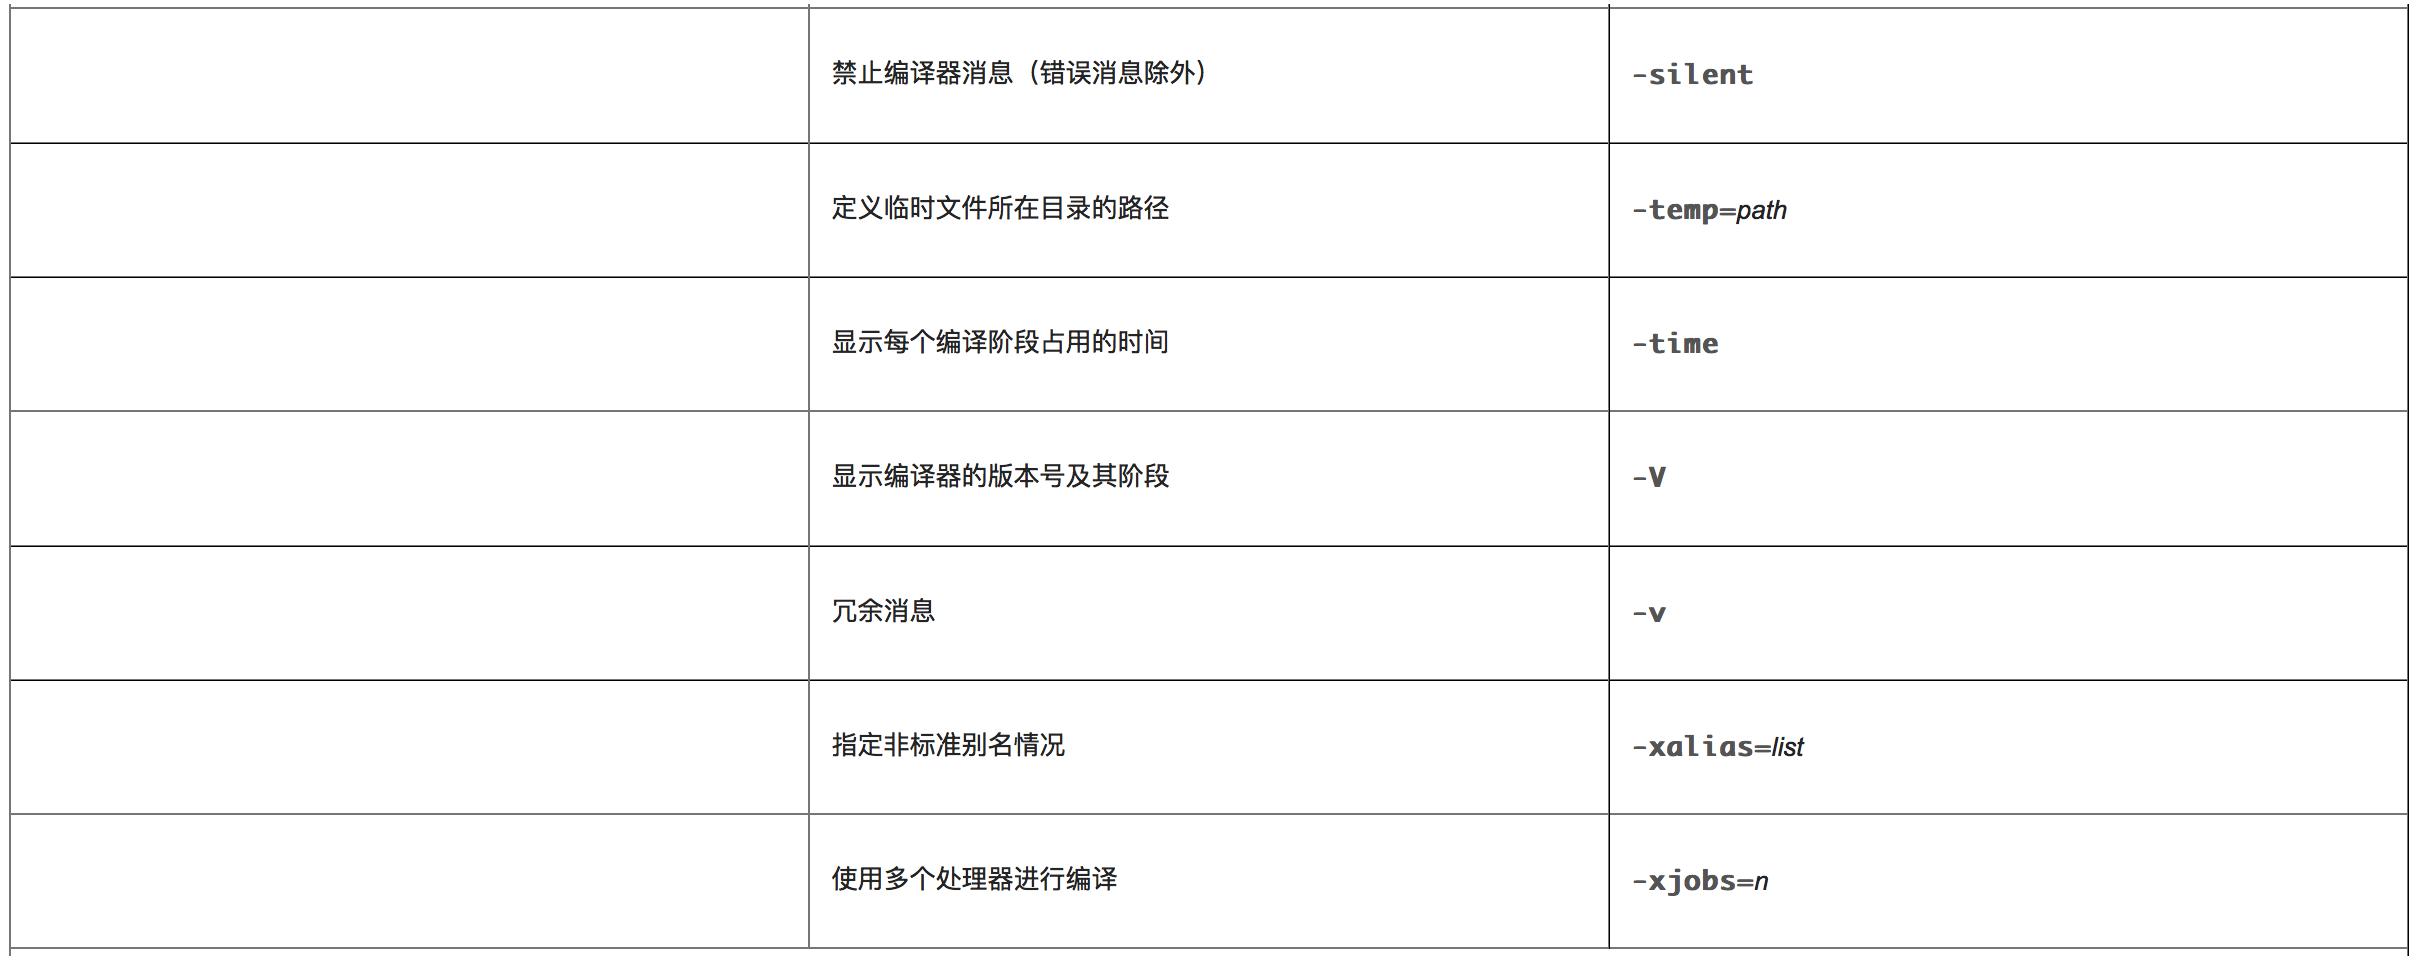 禁止编译器消息（错误消息除外） -silent
定义临时文件所在目录的路径 -temp=path
显示每个编译阶段占用的时间 -time
显示编译器的版本号及其阶段 -V
冗余消息 -v
指定非标准别名情况 -xalias=list
使用多个处理器进行编译 -xjobs=n